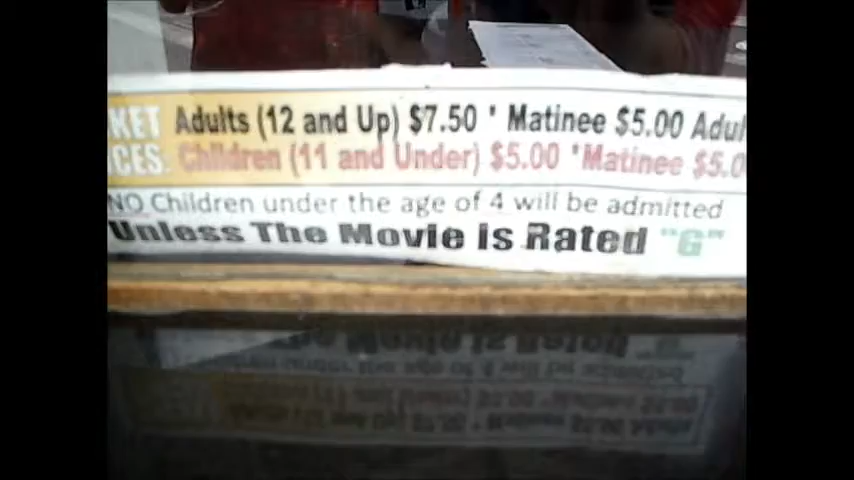 KET Adults (12 and Up) $7.50 * Matinee $5.00 Adul
CES: Children (11 and Under) $5.00 *Matinee $5.0
NO Children under the age of 4 will be admitted
Unless The Movie is Rated "G"